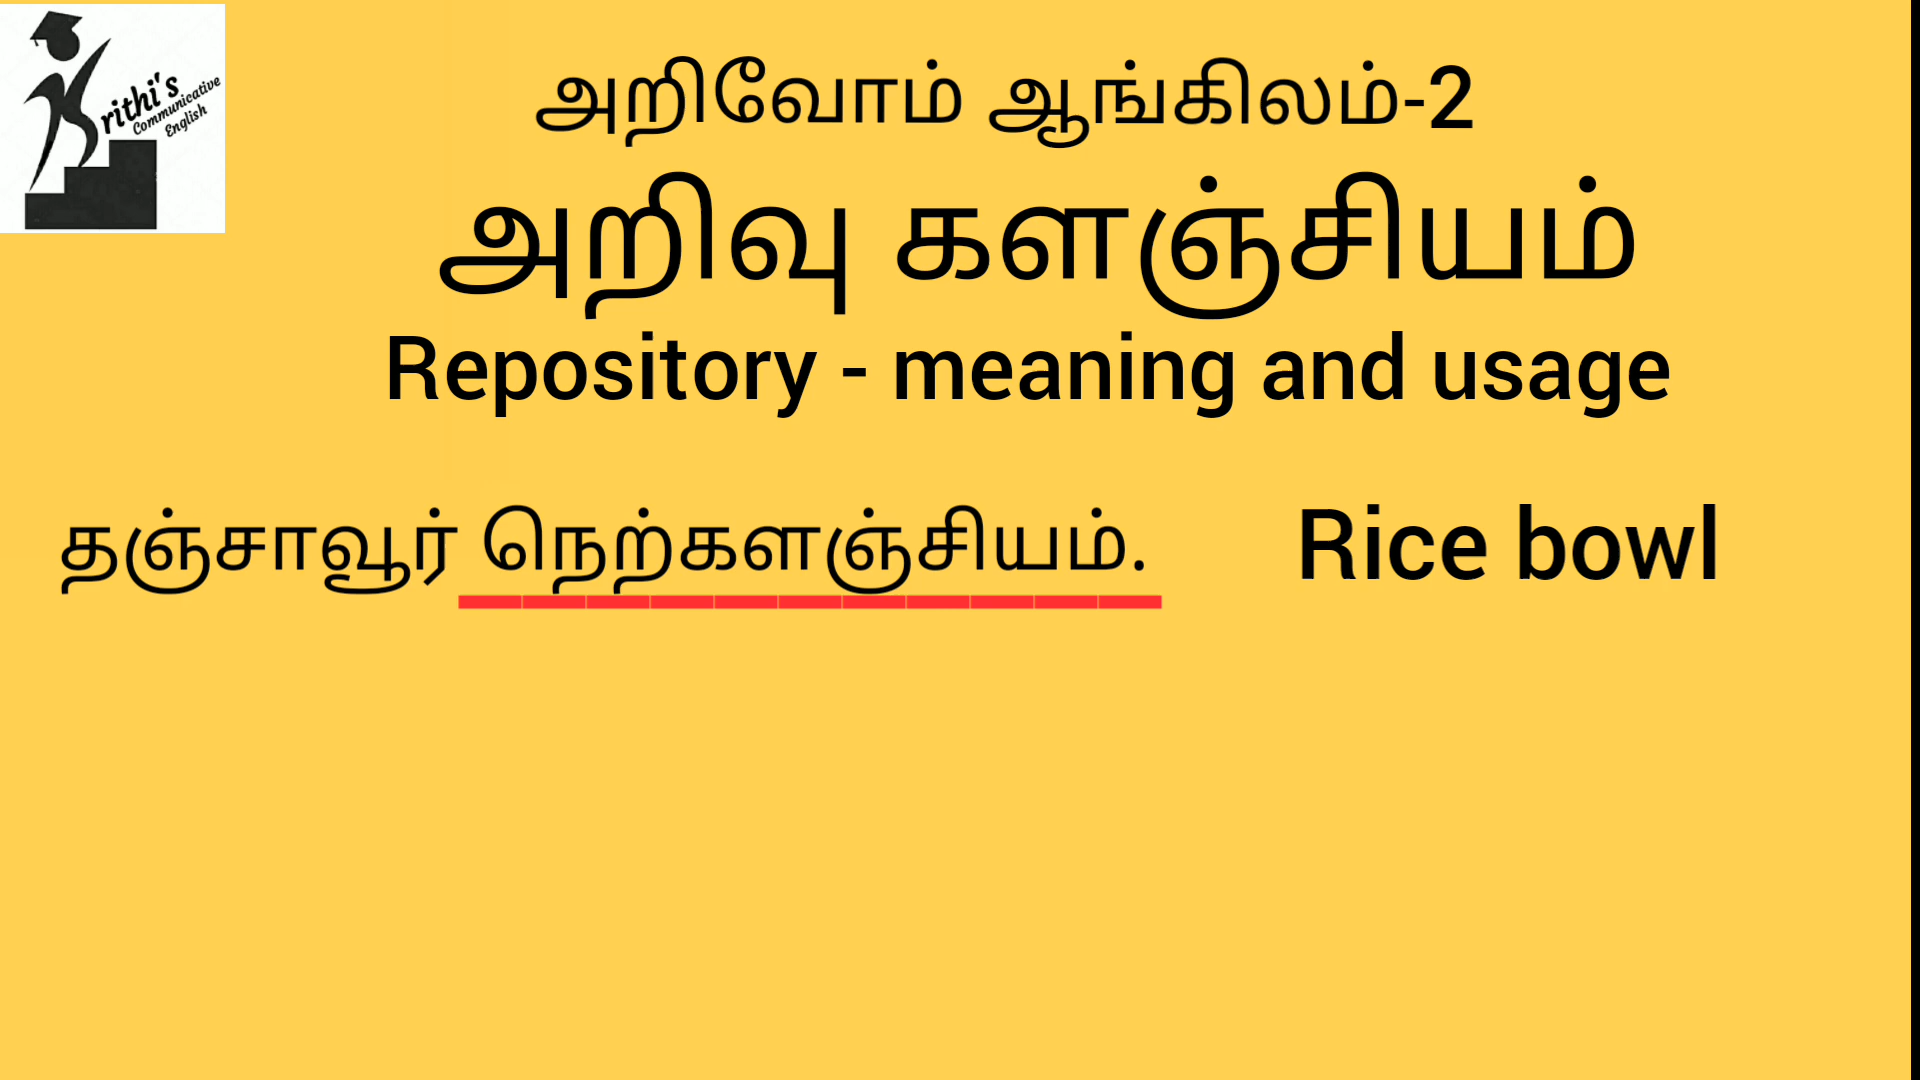 Krithi's
Communicative
English
அறிவோம் ஆங்கிலம்-2
அறிவு களஞ்சியம்
Repository - meaning and usage
தஞ்சாவூர் நெற்களஞ்சியம். Rice bowl